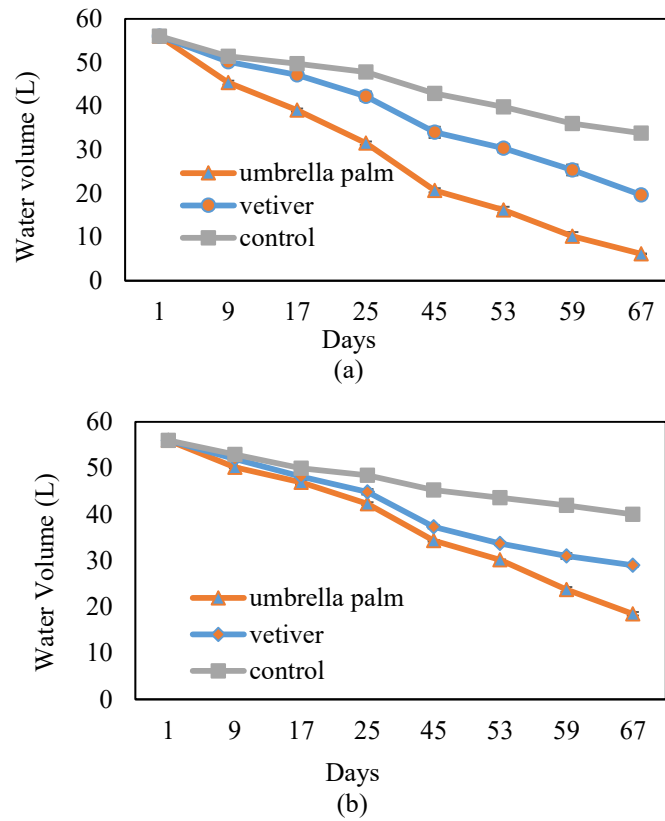 60
50
40
30
20
10
0
Water volume (L)
umbrella palm
vetiver
control
1 9 17 25 45 53 59 67
Days
(a)
60
50
40
30
20
10
0
Water Volume (L)
umbrella palm
vetiver
control
1 9 17 25 45 53 59 67
Days
(b)